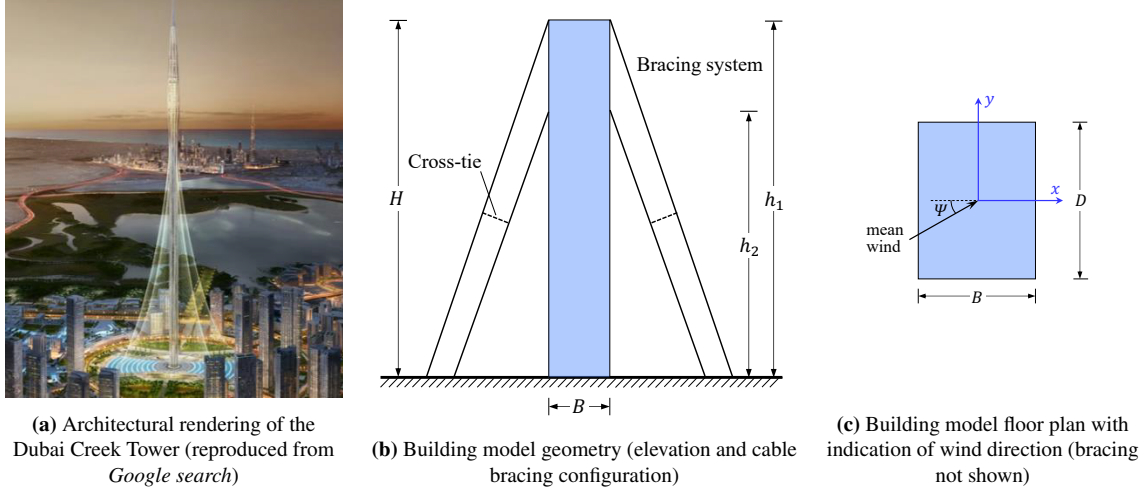 Bracing system
Cross-tie
H
h₁
h₂
B
y
x
Ψ
D
mean
wind
B
(a) Architectural rendering of the
Dubai Creek Tower (reproduced from
Google search)
(b) Building model geometry (elevation and cable
bracing configuration)
(c) Building model floor plan with
indication of wind direction (bracing
not shown)